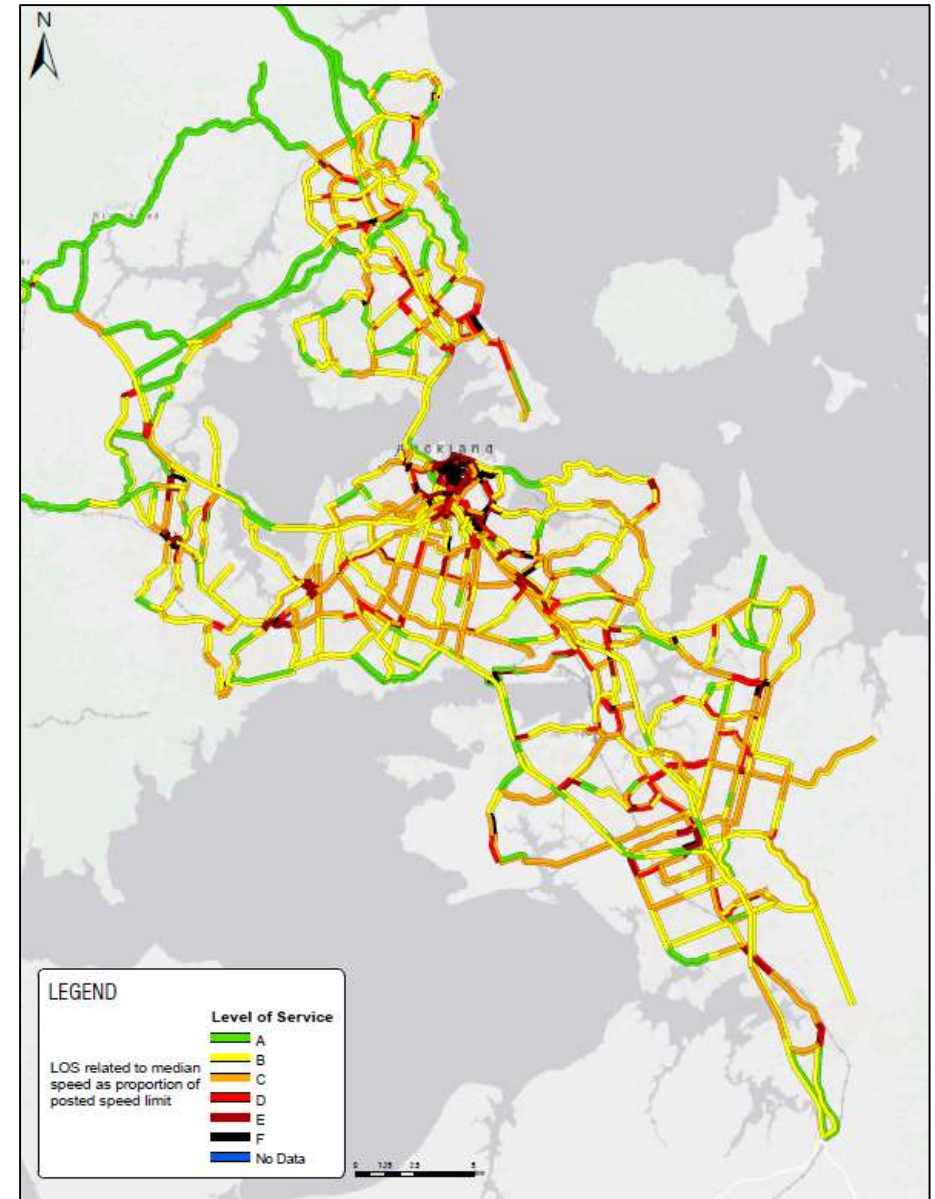 N
Auckland
LEGEND
Level of Service
A
B
LOS related to median
speed as proportion of
posted speed limit
C
D
E
F
No Data
0 1.25 2.5 5